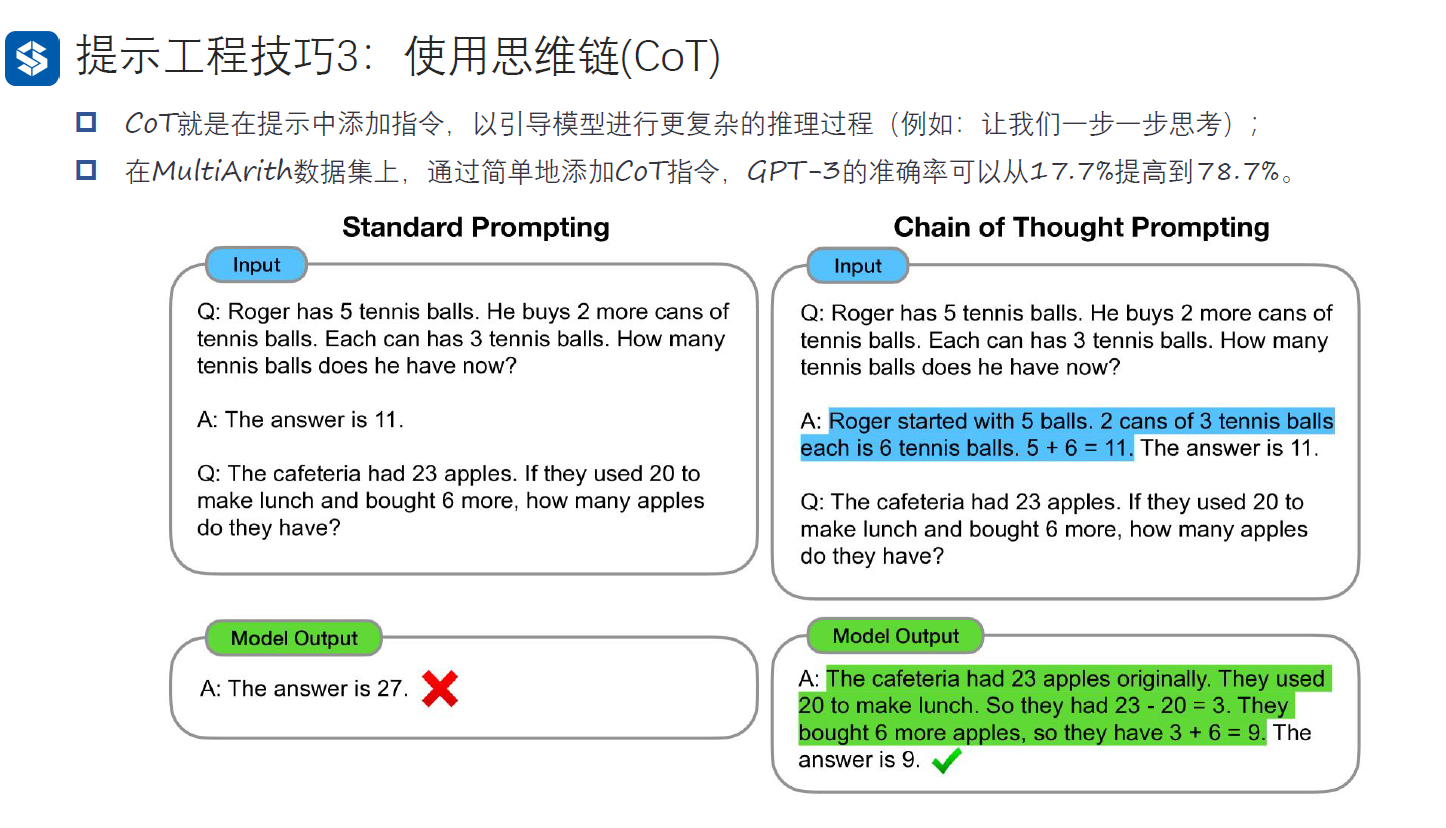 提示工程技巧3：使用思维链(CoT)
CoT就是在提示中添加指令，以引导模型进行更复杂的推理过程（例如：让我们一步一步思考）;
在MultiArith数据集上，通过简单地添加CoT指令，GPT-3的准确率可以从17.7%提高到78.7%。
Standard Prompting
Input
Q: Roger has 5 tennis balls. He buys 2 more cans of
tennis balls. Each can has 3 tennis balls. How many
tennis balls does he have now?
A: The answer is 11.
Q: The cafeteria had 23 apples. If they used 20 to
make lunch and bought 6 more, how many apples
do they have?
Model Output
A: The answer is 27.
Chain of Thought Prompting
Input
Q: Roger has 5 tennis balls. He buys 2 more cans of
tennis balls. Each can has 3 tennis balls. How many
tennis balls does he have now?
A: Roger started with 5 balls. 2 cans of 3 tennis balls
each is 6 tennis balls. 5 + 6 = 11. The answer is 11.
Q: The cafeteria had 23 apples. If they used 20 to
make lunch and bought 6 more, how many apples
do they have?
Model Output
A: The cafeteria had 23 apples originally. They used
20 to make lunch. So they had 23 - 20 = 3. They
bought 6 more apples, so they have 3 + 6 = 9. The
answer is 9.